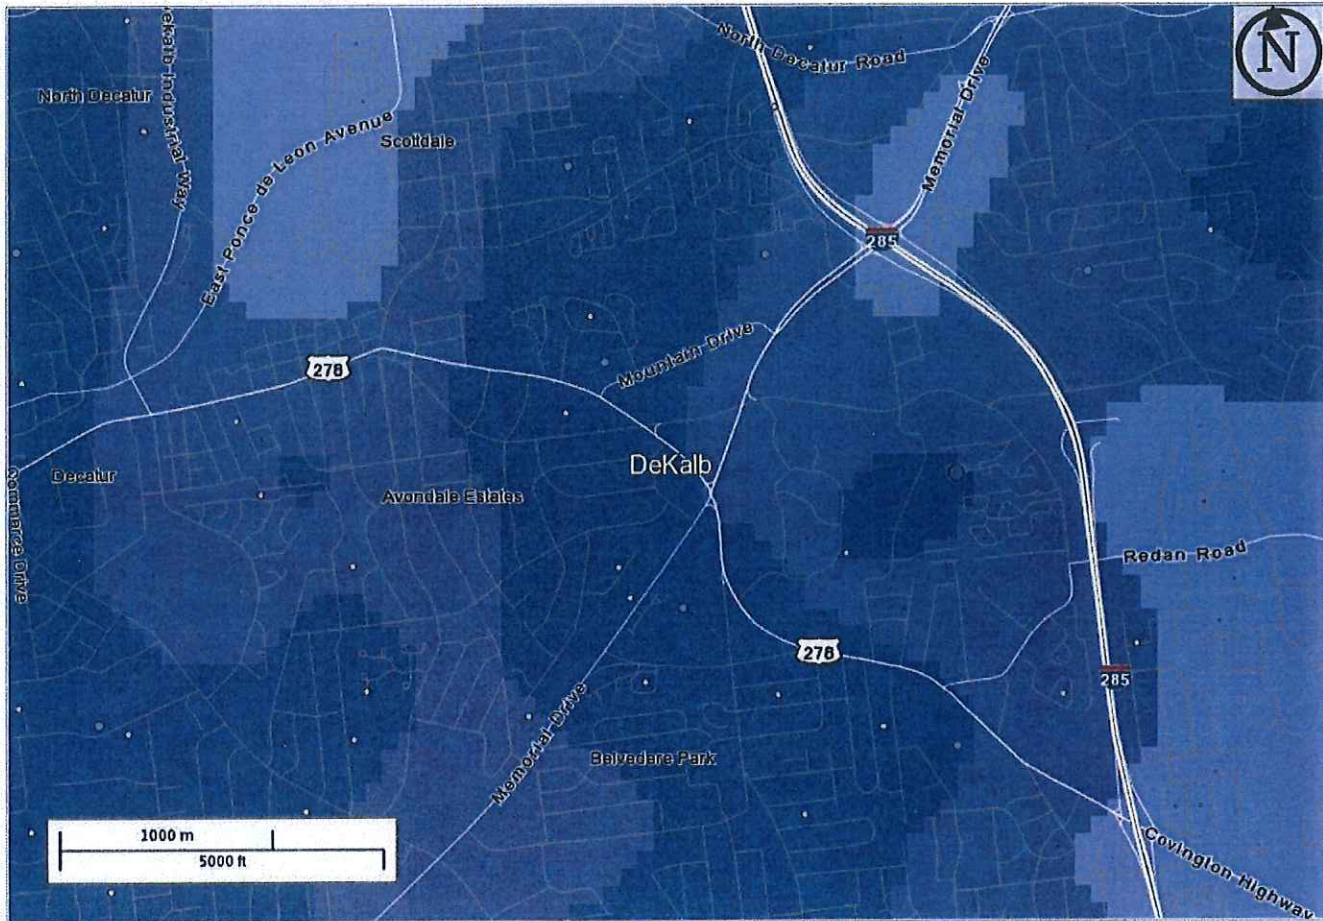 North Decatur Road
N
Memorial Drive
ekalb-Industrial Way
North Decatur
East Ponce de Leon Avenue
Scottdale
285
Mountain Drive
278
DeKalb
Decatur
Avondale Estates
Commerce Drive
Redan Road
278
285
Memorial Drive
Belvedere Park
1000 m
5000 ft
Covington Highway